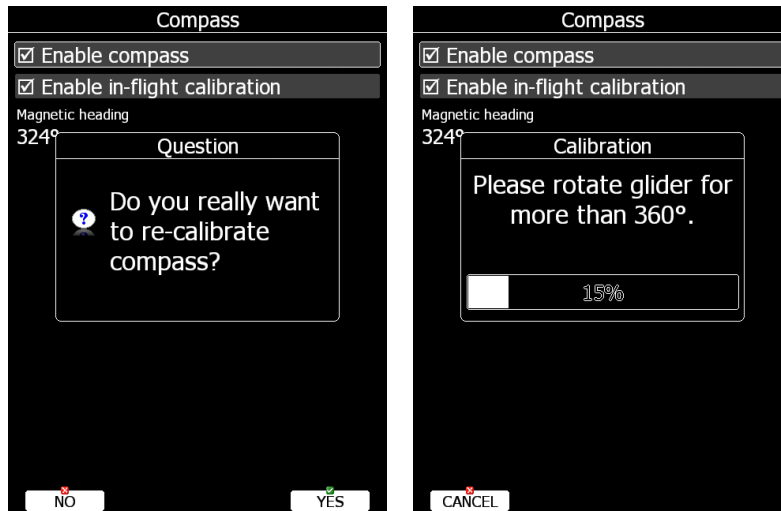 Compass
Enable compass
Enable in-flight calibration
Magnetic heading
324°
Question
?
Do you really want
to re-calibrate
compass?
NO
YES
Compass
Enable compass
Enable in-flight calibration
Magnetic heading
324°
Calibration
Please rotate glider for
more than 360°.
15%
CANCEL